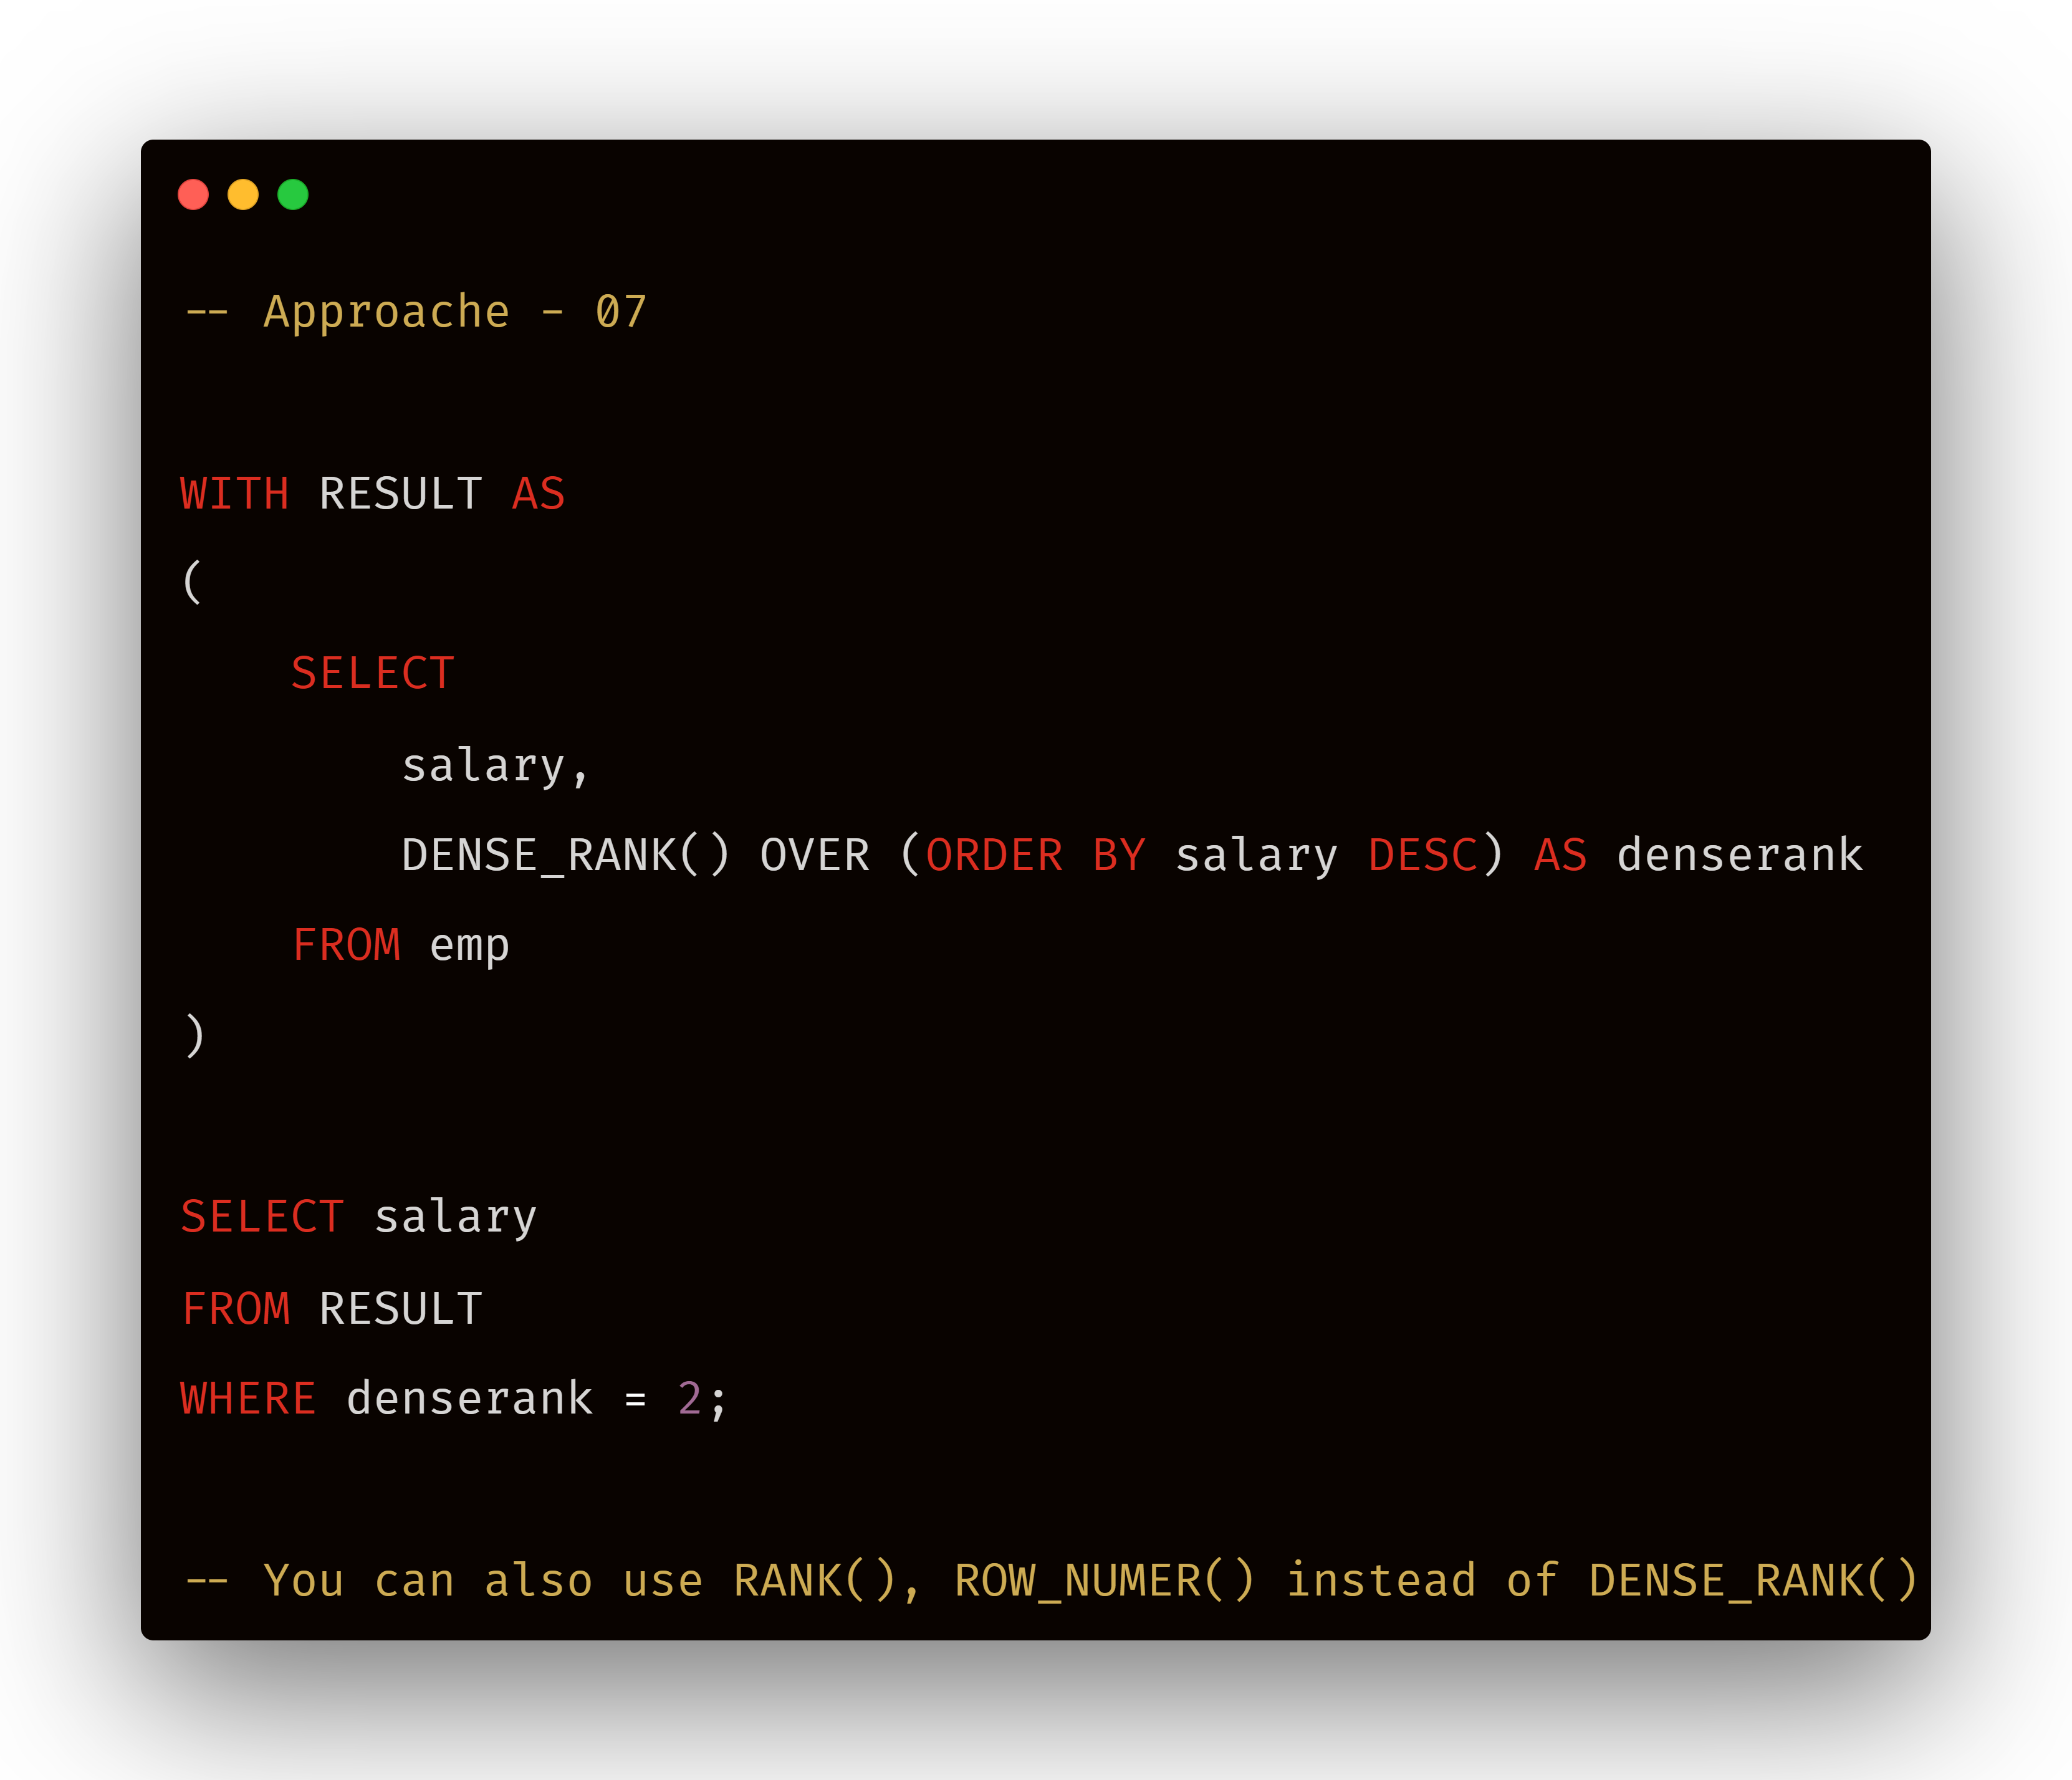 -- Approache - 07
WITH RESULT AS
(
    SELECT
        salary,
        DENSE_RANK() OVER (ORDER BY salary DESC) AS denserank
    FROM emp
)
SELECT salary
FROM RESULT
WHERE denserank = 2;
-- You can also use RANK(), ROW_NUMER() instead of DENSE_RANK()